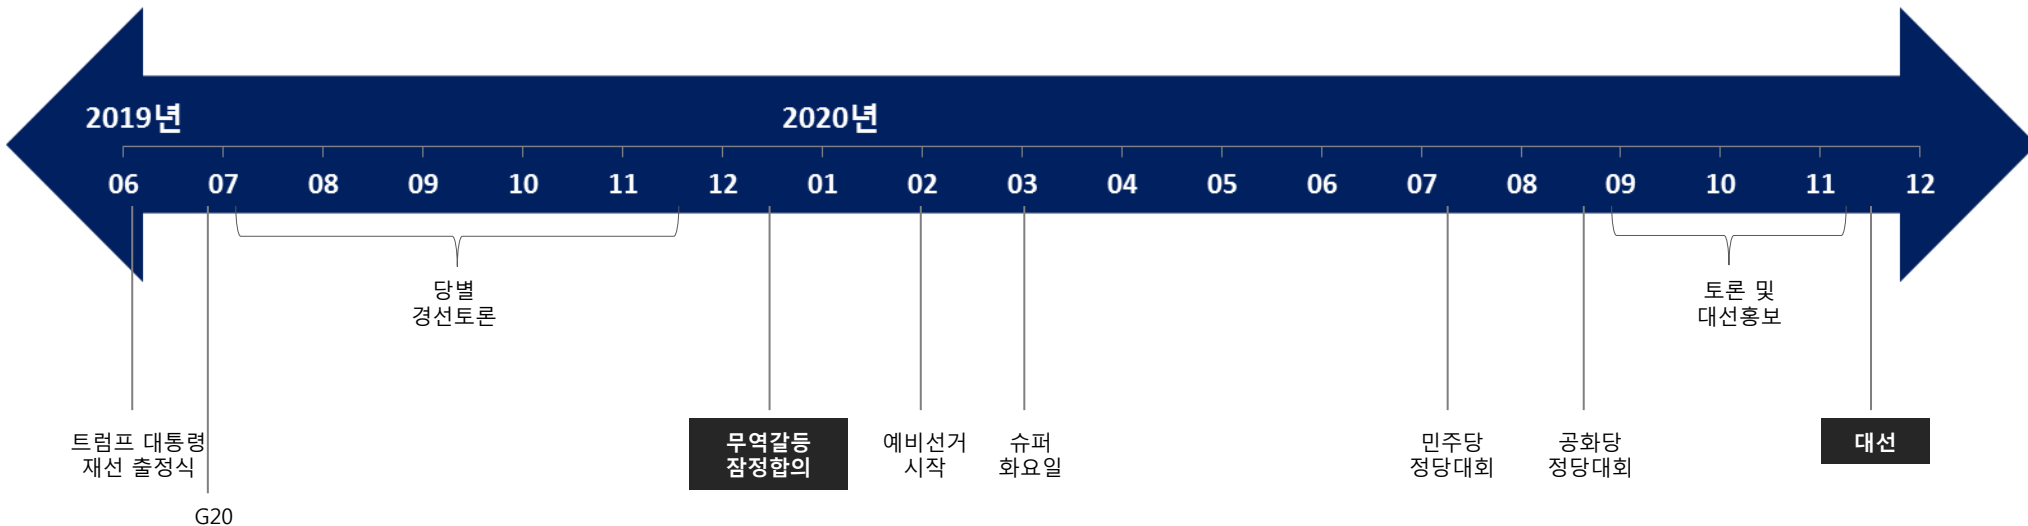 2019년
2020년
06 07 08 09 10 11 12 01 02 03 04 05 06 07 08 09 10 11 12
당별
경선토론
토론 및
대선홍보
트럼프 대통령
재선 출정식
G20
무역갈등
잠정합의
예비선거
시작
슈퍼
화요일
민주당
정당대회
공화당
정당대회
대선